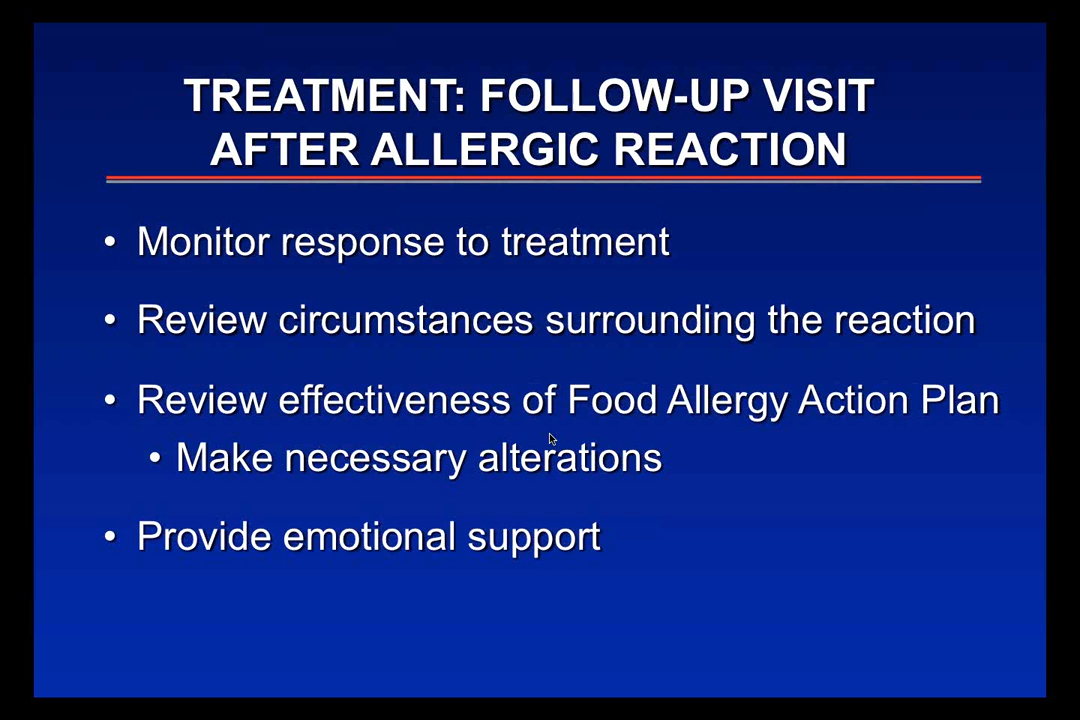 TREATMENT: FOLLOW-UP VISIT
AFTER ALLERGIC REACTION
• Monitor response to treatment
• Review circumstances surrounding the reaction
• Review effectiveness of Food Allergy Action Plan
• Make necessary alterations
• Provide emotional support